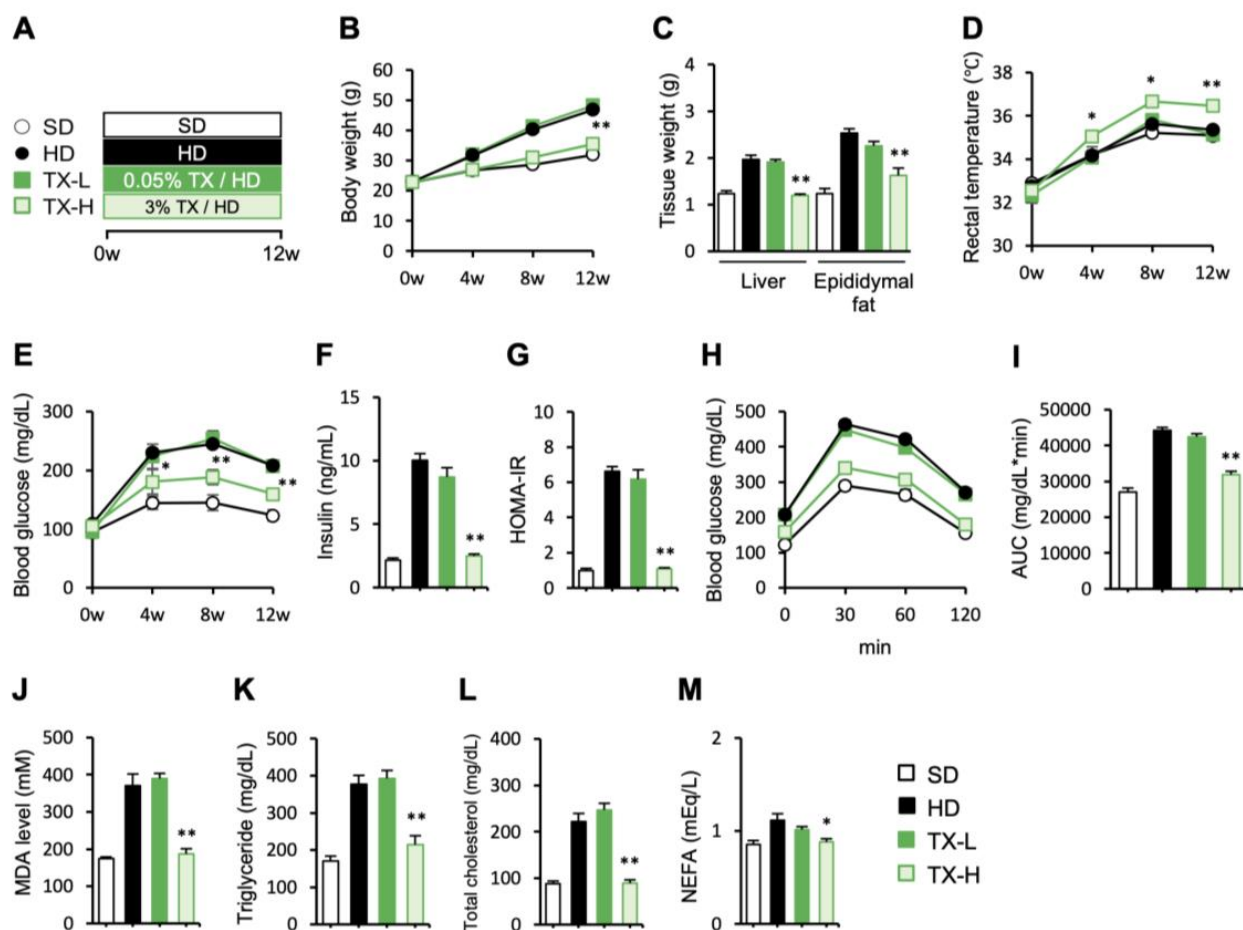 A
SD
HD
TX-L
TX-H
SD
HD
0.05% TX / HD
3% TX / HD
0w
12w
B
Body weight (g)
60
50
40
30
20
10
0
**
0w 4w 8w 12w
C
Tissue weight (g)
4
3
2
1
0
**
**
Liver
Epididymal
fat
D
Rectal temperature (°C)
38
36
34
32
30
*
*
**
0w 4w 8w 12w
E
Blood glucose (mg/dL)
300
200
100
0
*
**
**
0w 4w 8w 12w
F
Insulin (ng/mL)
15
10
5
0
**
G
HOMA-IR
10
8
6
4
2
0
**
H
Blood glucose (mg/dL)
500
400
300
200
100
0
0 30 60 120
min
I
AUC (mg/dL*min)
50000
40000
30000
20000
10000
0
**
J
MDA level (mM)
500
400
300
200
100
0
**
K
Triglyceride (mg/dL)
500
400
300
200
100
0
**
L
Total cholesterol (mg/dL)
400
300
200
100
0
**
M
NEFA (mEq/L)
2
1
0
*
SD
HD
TX-L
TX-H